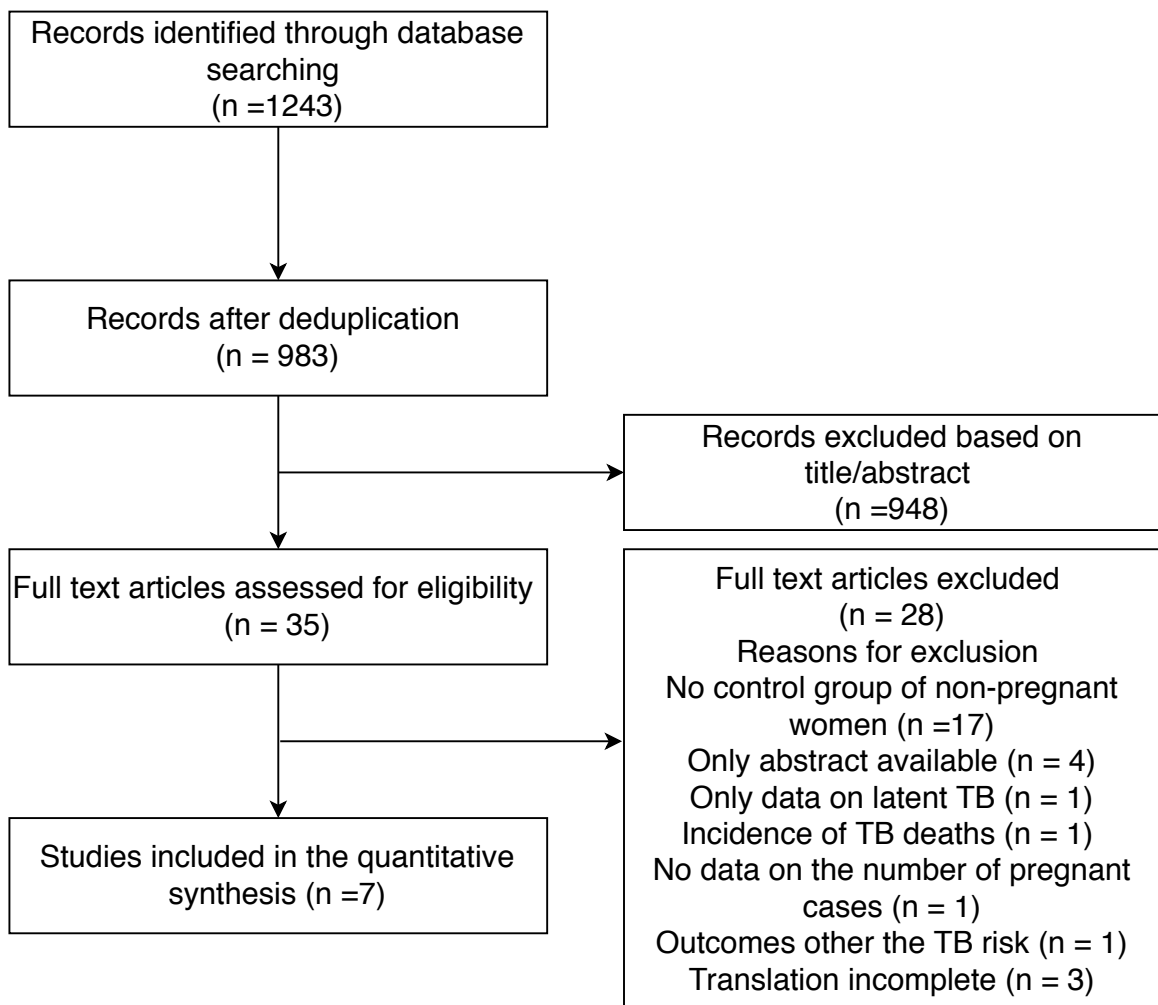 Records identified through database
searching
(n =1243)
Records after deduplication
(n = 983)
Records excluded based on
title/abstract
(n =948)
Full text articles assessed for eligibility
(n = 35)
Full text articles excluded
(n = 28)
Reasons for exclusion
No control group of non-pregnant
women (n =17)
Only abstract available (n = 4)
Only data on latent TB (n = 1)
Incidence of TB deaths (n = 1)
No data on the number of pregnant
cases (n = 1)
Outcomes other the TB risk (n = 1)
Translation incomplete (n = 3)
Studies included in the quantitative
synthesis (n =7)